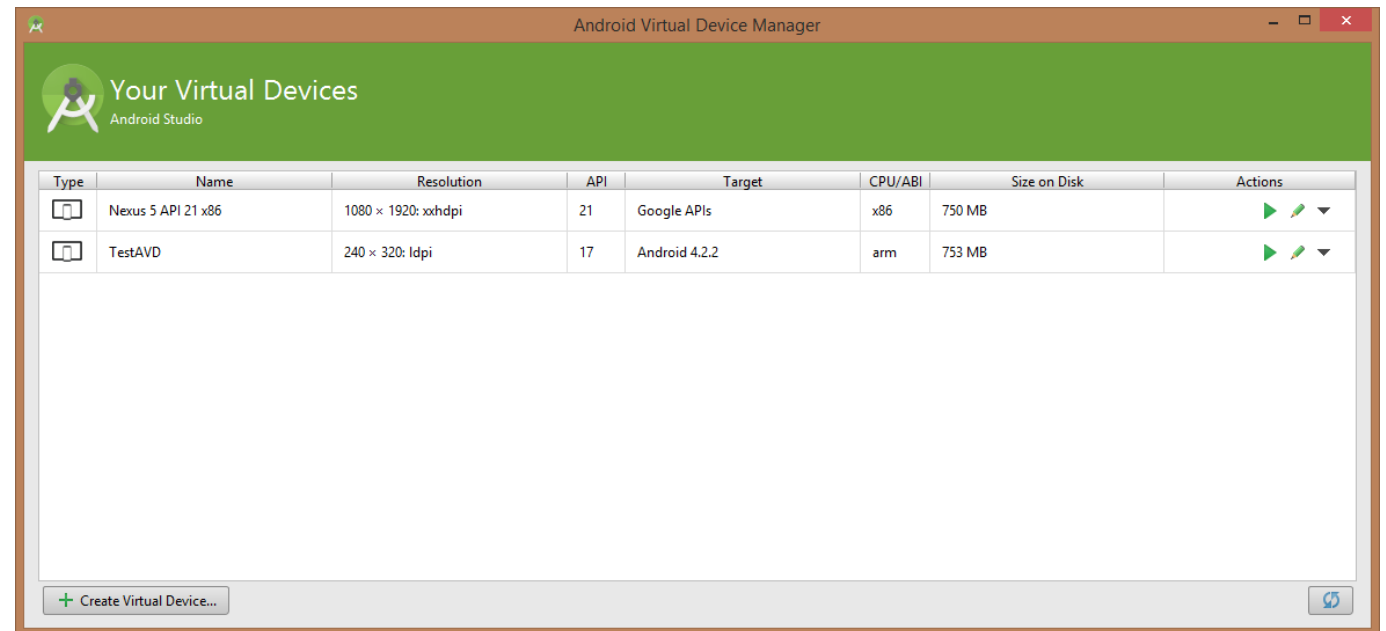 Android Virtual Device Manager
Your Virtual Devices
Android Studio
Type Name Resolution API Target CPU/ABI Size on Disk Actions
Nexus 5 API 21 x86 1080 × 1920: xxhdpi 21 Google APIs x86 750 MB
TestAVD 240 × 320: ldpi 17 Android 4.2.2 arm 753 MB
Create Virtual Device...